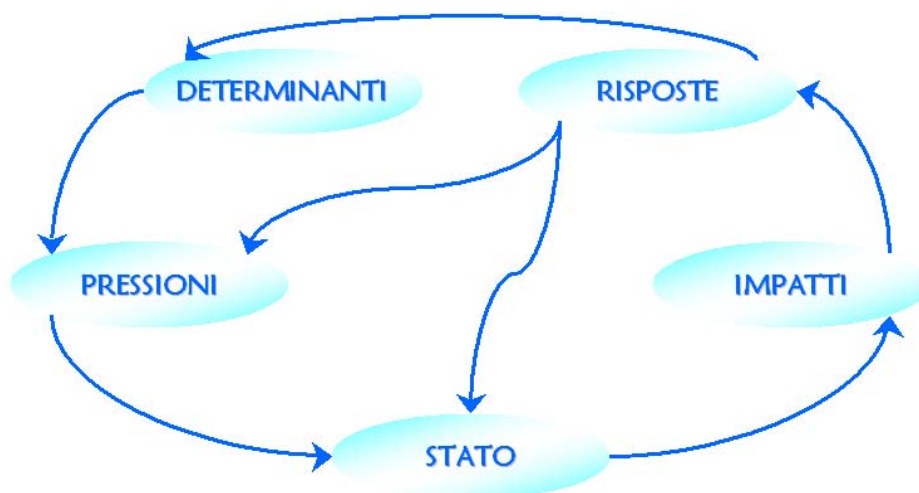 DETERMINANTI
RISPOSTE
PRESSIONI
IMPATTI
STATO